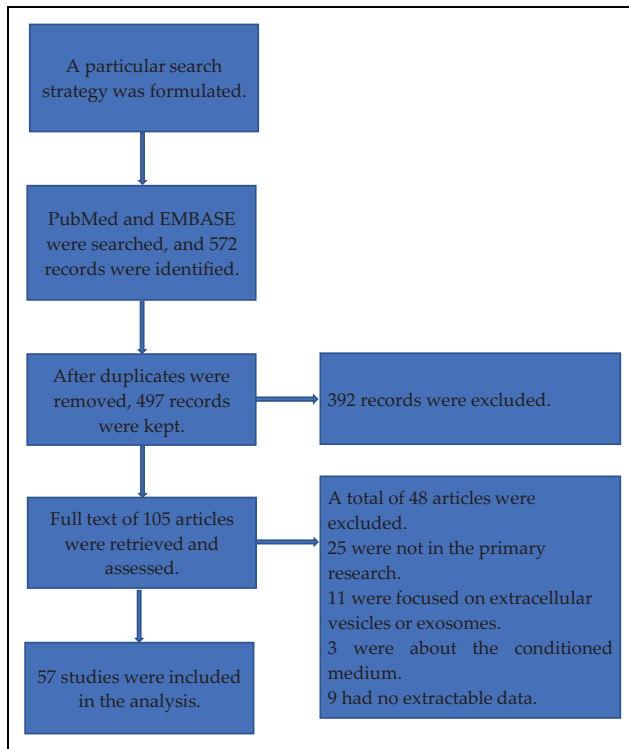 A particular search
strategy was formulated.
PubMed and EMBASE
were searched, and 572
records were identified.
After duplicates were
removed, 497 records
were kept.
392 records were excluded.
Full text of 105 articles
were retrieved and
assessed.
A total of 48 articles were
excluded.
25 were not in the primary
research.
11 were focused on extracellular
vesicles or exosomes.
3 were about the conditioned
medium.
9 had no extractable data.
57 studies were included
in the analysis.